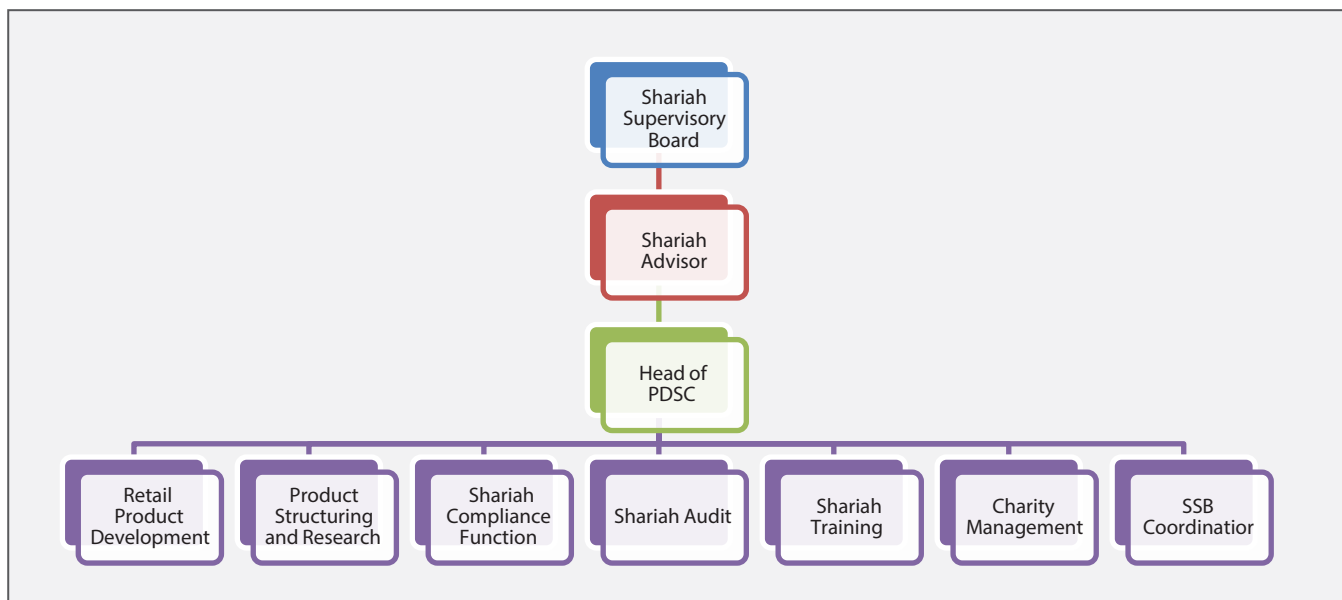 Shariah
Supervisory
Board
Shariah
Advisor
Head of
PDSC
Retail
Product
Development
Product
Structuring
and Research
Shariah
Compliance
Function
Shariah Audit
Shariah
Training
Charity
Management
SSB
Coordinatior